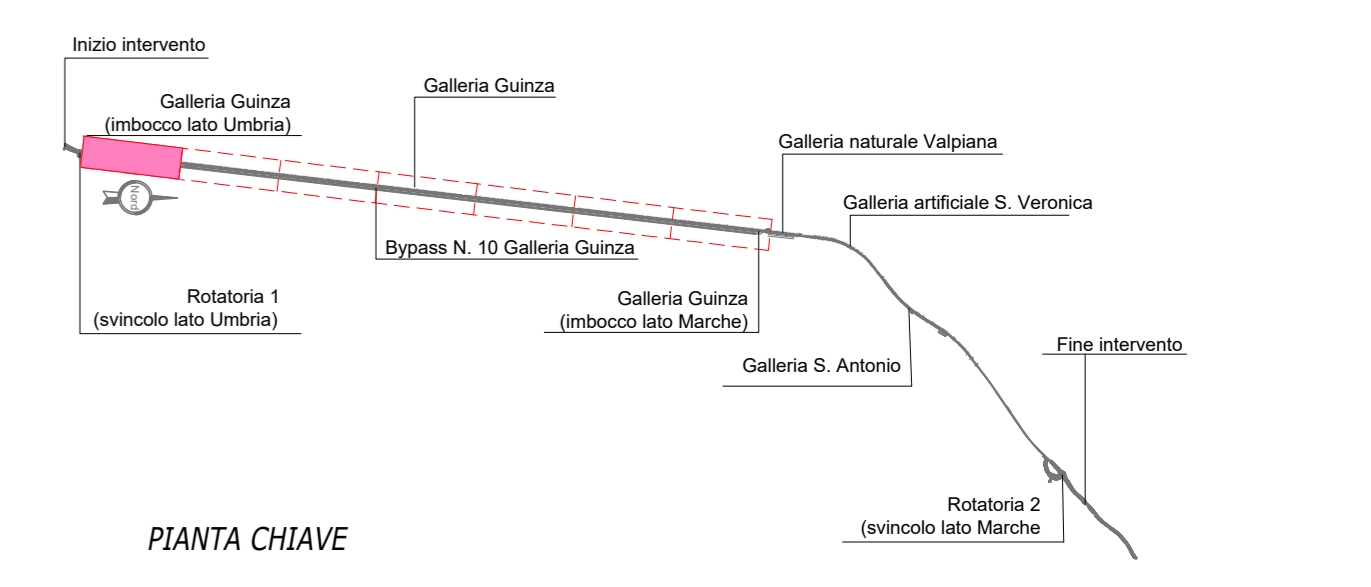 Inizio intervento
Galleria Guinza
(imbocco lato Umbria)
Galleria Guinza
Galleria naturale Valpiana
Galleria artificiale S. Veronica
Nord
Bypass N. 10 Galleria Guinza
Rotatoria 1
(svincolo lato Umbria)
Galleria Guinza
(imbocco lato Marche)
Galleria S. Antonio
Fine intervento
Rotatoria 2
(svincolo lato Marche
PIANTA CHIAVE